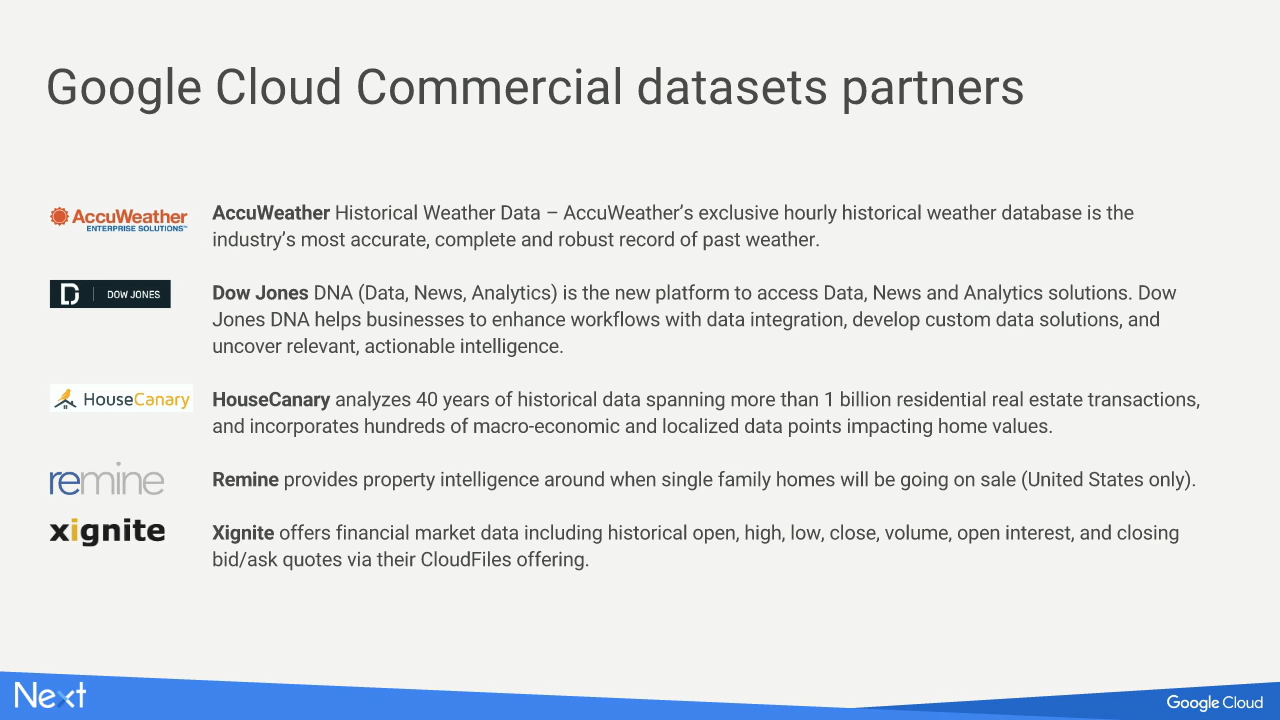 Google Cloud Commercial datasets partners
AccuWeather
ENTERPRISE SOLUTIONS™
AccuWeather Historical Weather Data – AccuWeather’s exclusive hourly historical weather database is the
industry’s most accurate, complete and robust record of past weather.
D | DOW JONES
Dow Jones DNA (Data, News, Analytics) is the new platform to access Data, News and Analytics solutions. Dow
Jones DNA helps businesses to enhance workflows with data integration, develop custom data solutions, and
uncover relevant, actionable intelligence.
HouseCanary
HouseCanary analyzes 40 years of historical data spanning more than 1 billion residential real estate transactions,
and incorporates hundreds of macro-economic and localized data points impacting home values.
remine
Remine provides property intelligence around when single family homes will be going on sale (United States only).
xignite
Xignite offers financial market data including historical open, high, low, close, volume, open interest, and closing
bid/ask quotes via their CloudFiles offering.
Next
Google Cloud